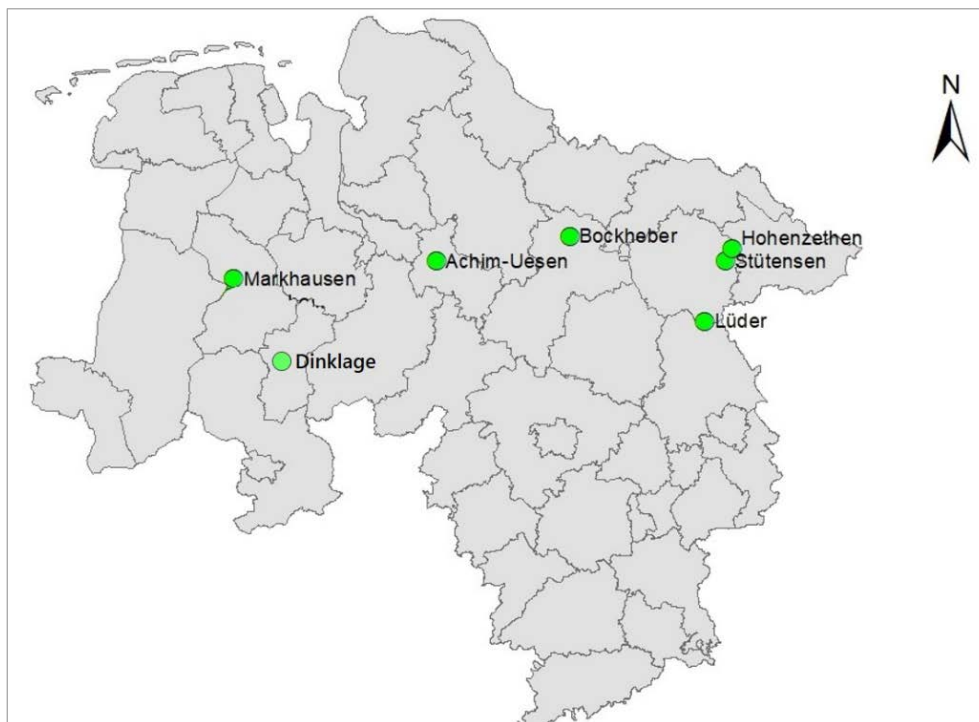 N
Bockheber
Hohenzethen
Achim-Uesen
Stütensen
Markhausen
Lüder
Dinklage